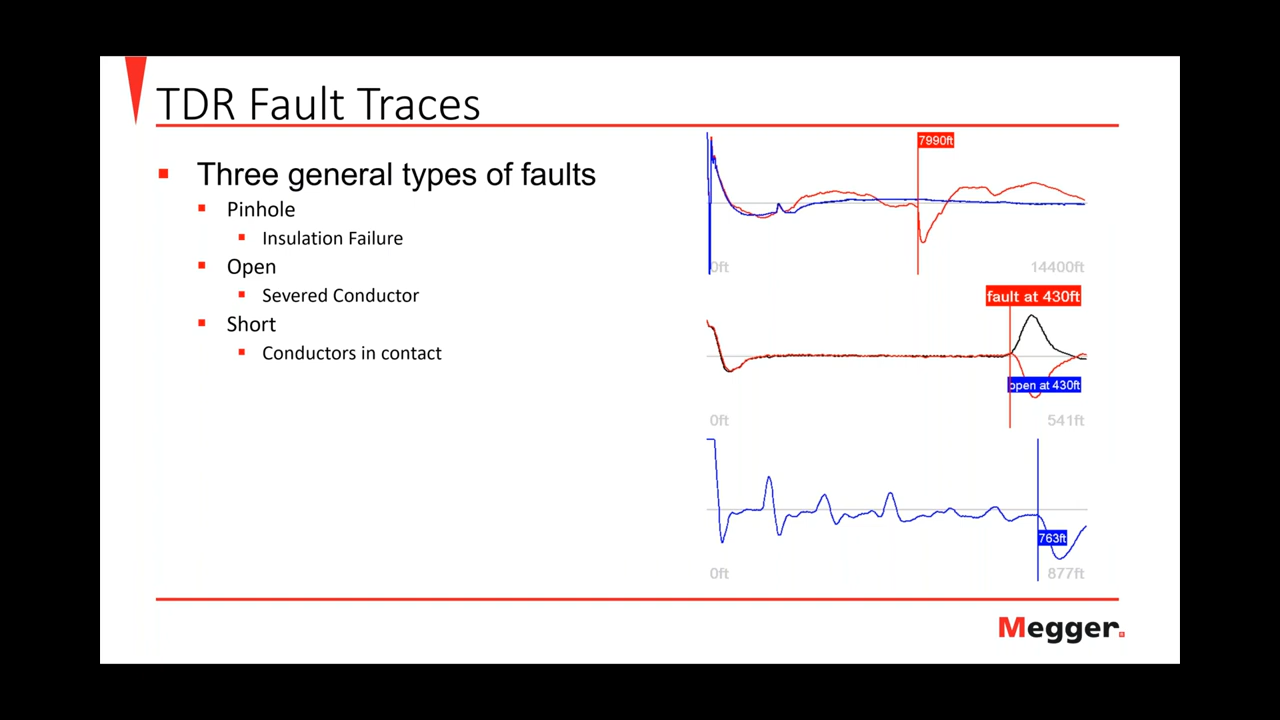 TDR Fault Traces
Three general types of faults
Pinhole
Insulation Failure
Open
Severed Conductor
Short
Conductors in contact
7990ft
0ft
14400ft
fault at 430ft
open at 430ft
0ft
541ft
763ft
0ft
877ft
Megger.